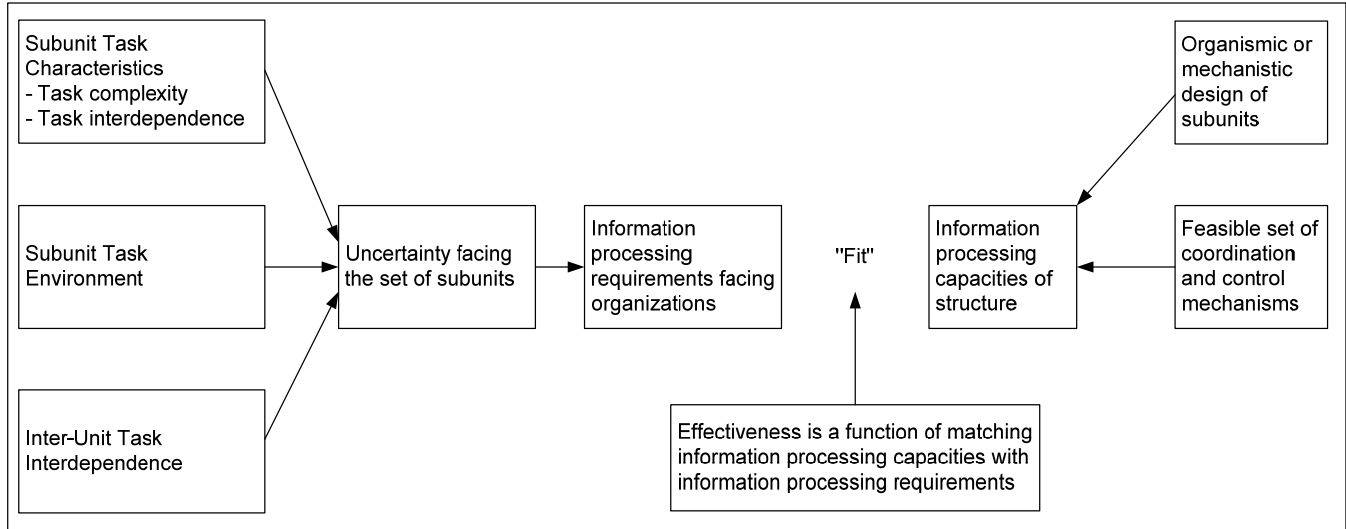 Subunit Task
Characteristics
- Task complexity
- Task interdependence
Subunit Task
Environment
Inter-Unit Task
Interdependence
Uncertainty facing
the set of subunits
Information
processing
requirements facing
organizations
"Fit"
Effectiveness is a function of matching
information processing capacities with
information processing requirements
Information
processing
capacities of
structure
Organismic or
mechanistic
design of
subunits
Feasible set of
coordination
and control
mechanisms